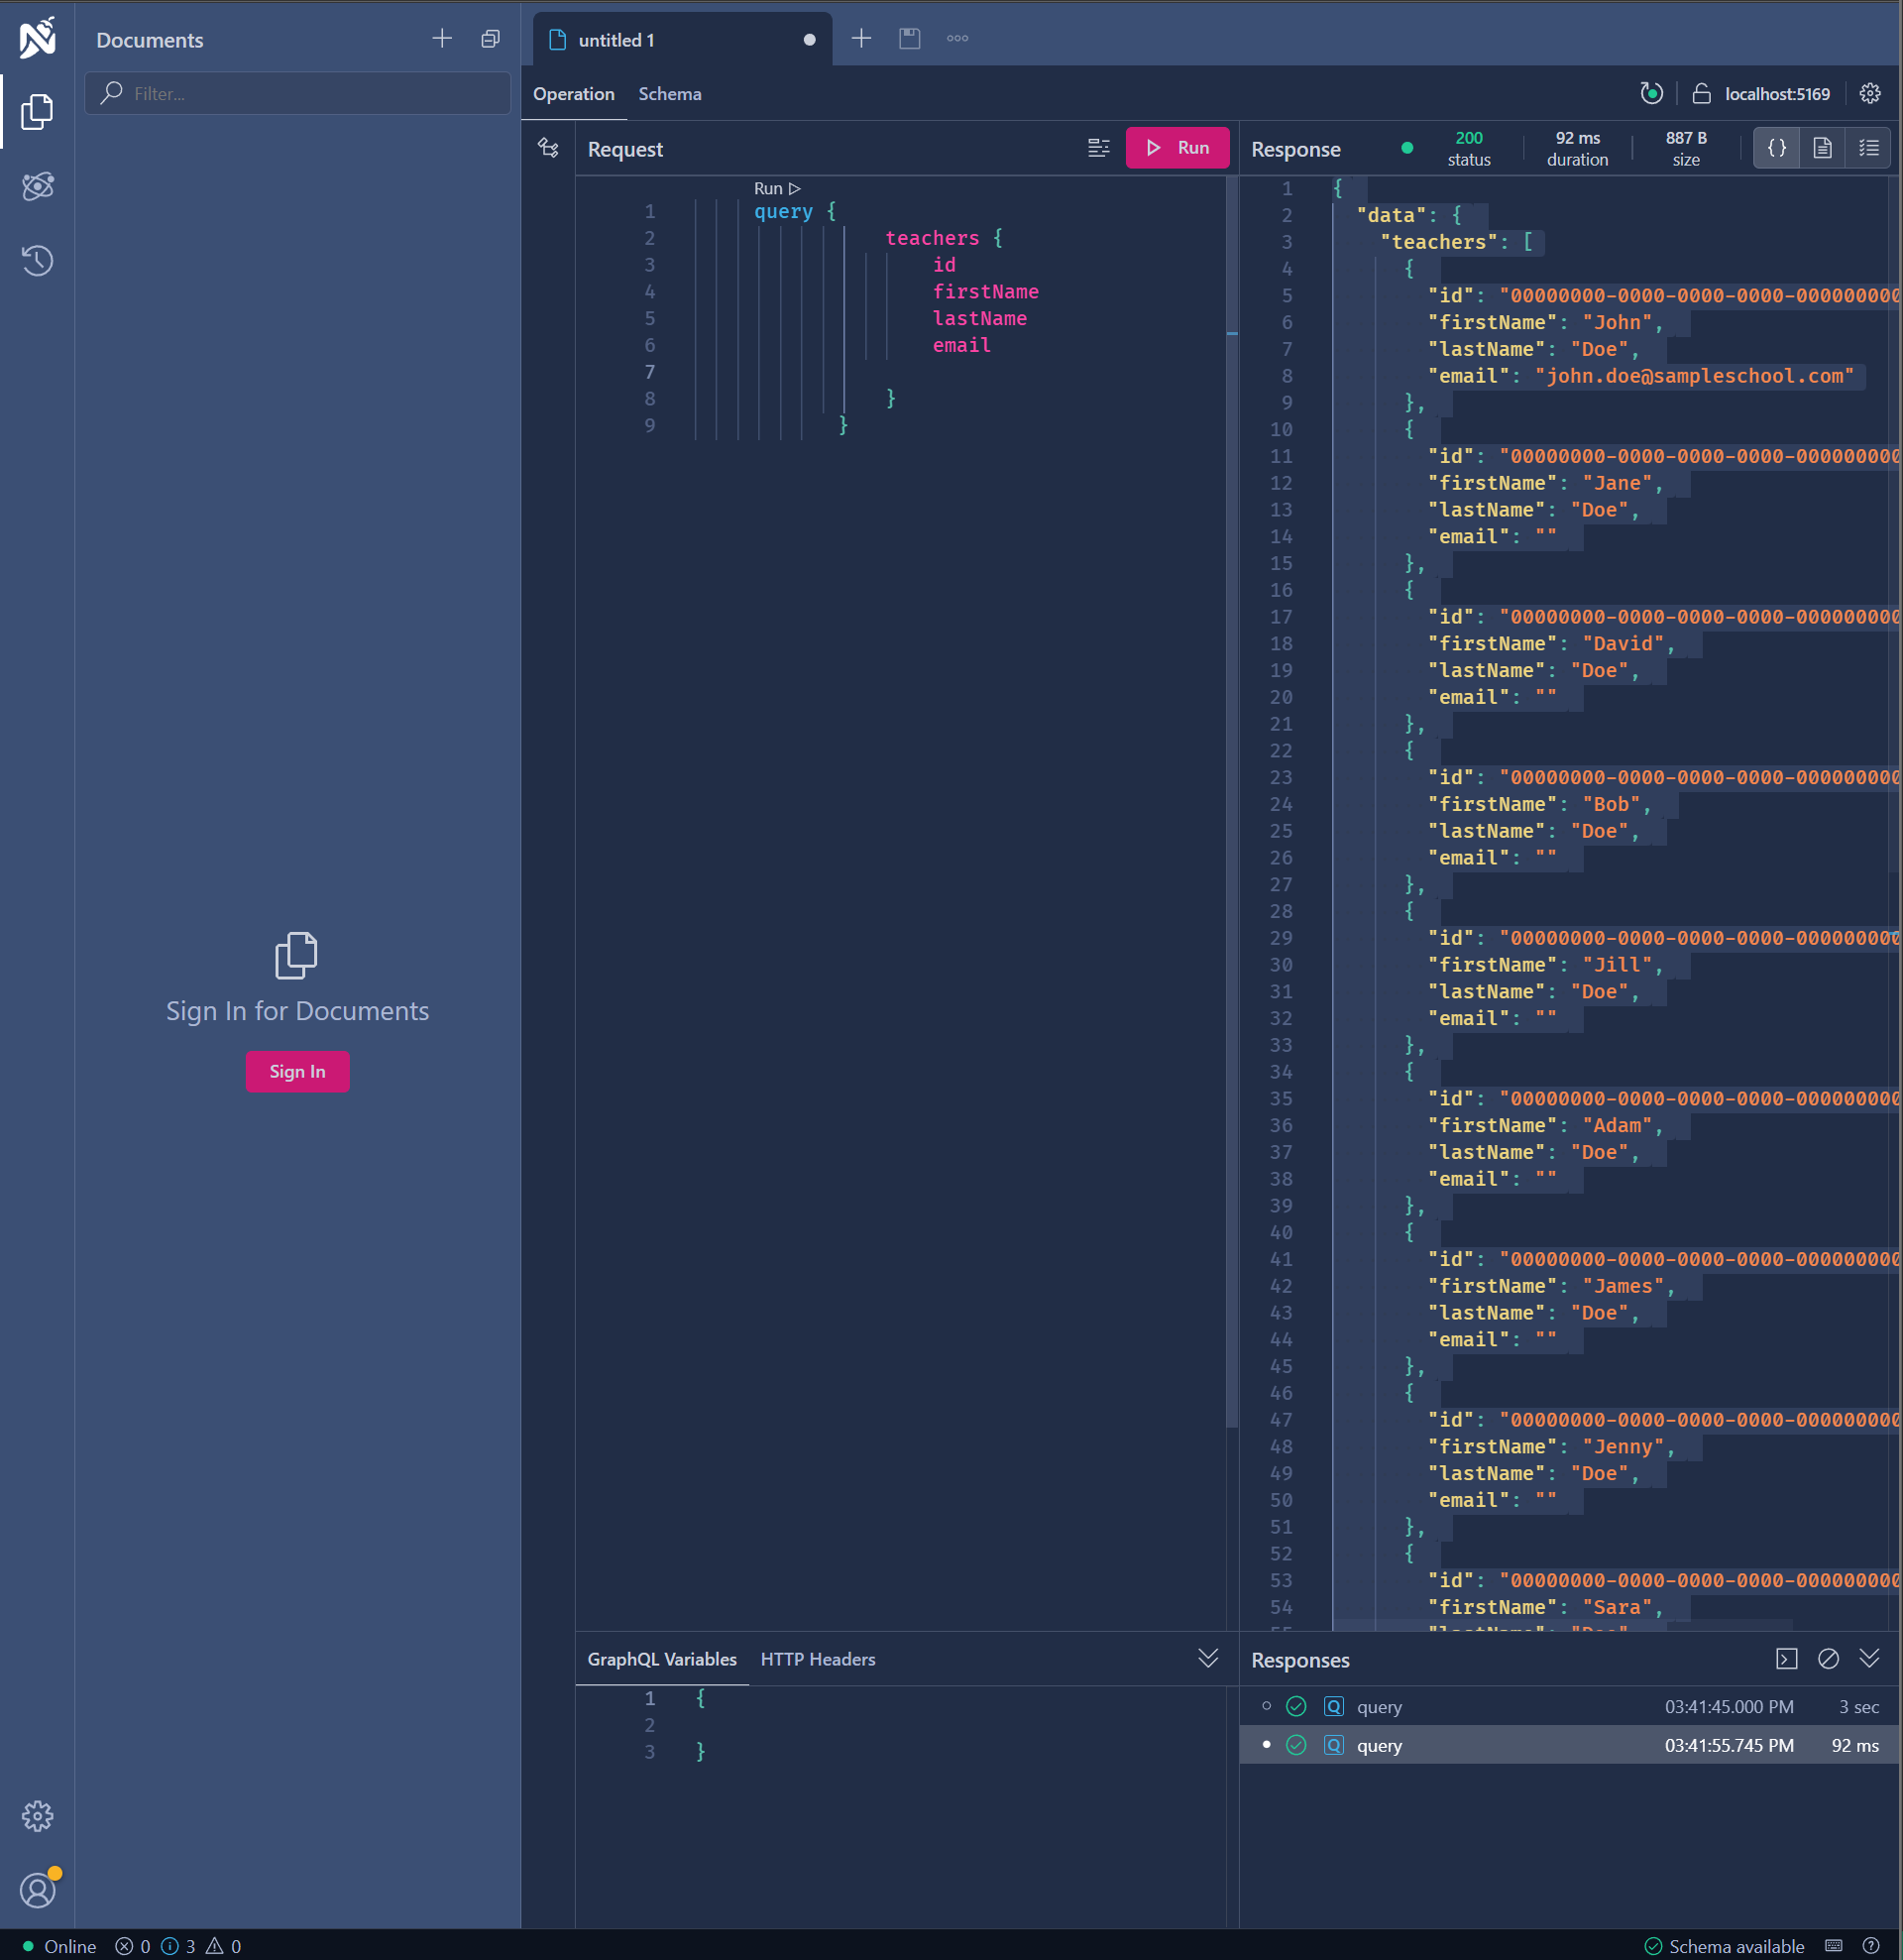 Documents
Filter...
Sign In for Documents
Sign In
untitled 1
Operation
Schema
localhost:5169
Request
Run
Run
1 query {
2 teachers {
3 id
4 firstName
5 lastName
6 email
7
8 }
9 }
GraphQL Variables
HTTP Headers
1 {
2
3 }
Response
200
status
92 ms
duration
887 B
size
1 {
2 "data": {
3 "teachers": [
4 {
5 "id": "00000000-0000-0000-0000-000000000
6 "firstName": "John",
7 "lastName": "Doe",
8 "email": "john.doe@sampleschool.com"
9 },
10 {
11 "id": "00000000-0000-0000-0000-000000000
12 "firstName": "Jane",
13 "lastName": "Doe",
14 "email": ""
15 },
16 {
17 "id": "00000000-0000-0000-0000-000000000
18 "firstName": "David",
19 "lastName": "Doe",
20 "email": ""
21 },
22 {
23 "id": "00000000-0000-0000-0000-000000000
24 "firstName": "Bob",
25 "lastName": "Doe",
26 "email": ""
27 },
28 {
29 "id": "00000000-0000-0000-0000-000000000
30 "firstName": "Jill",
31 "lastName": "Doe",
32 "email": ""
33 },
34 {
35 "id": "00000000-0000-0000-0000-000000000
36 "firstName": "Adam",
37 "lastName": "Doe",
38 "email": ""
39 },
40 {
41 "id": "00000000-0000-0000-0000-000000000
42 "firstName": "James",
43 "lastName": "Doe",
44 "email": ""
45 },
46 {
47 "id": "00000000-0000-0000-0000-000000000
48 "firstName": "Jenny",
49 "lastName": "Doe",
50 "email": ""
51 },
52 {
53 "id": "00000000-0000-0000-0000-000000000
54 "firstName": "Sara",
Responses
query 03:41:45.000 PM 3 sec
query 03:41:55.745 PM 92 ms
Online 0 3 0
Schema available